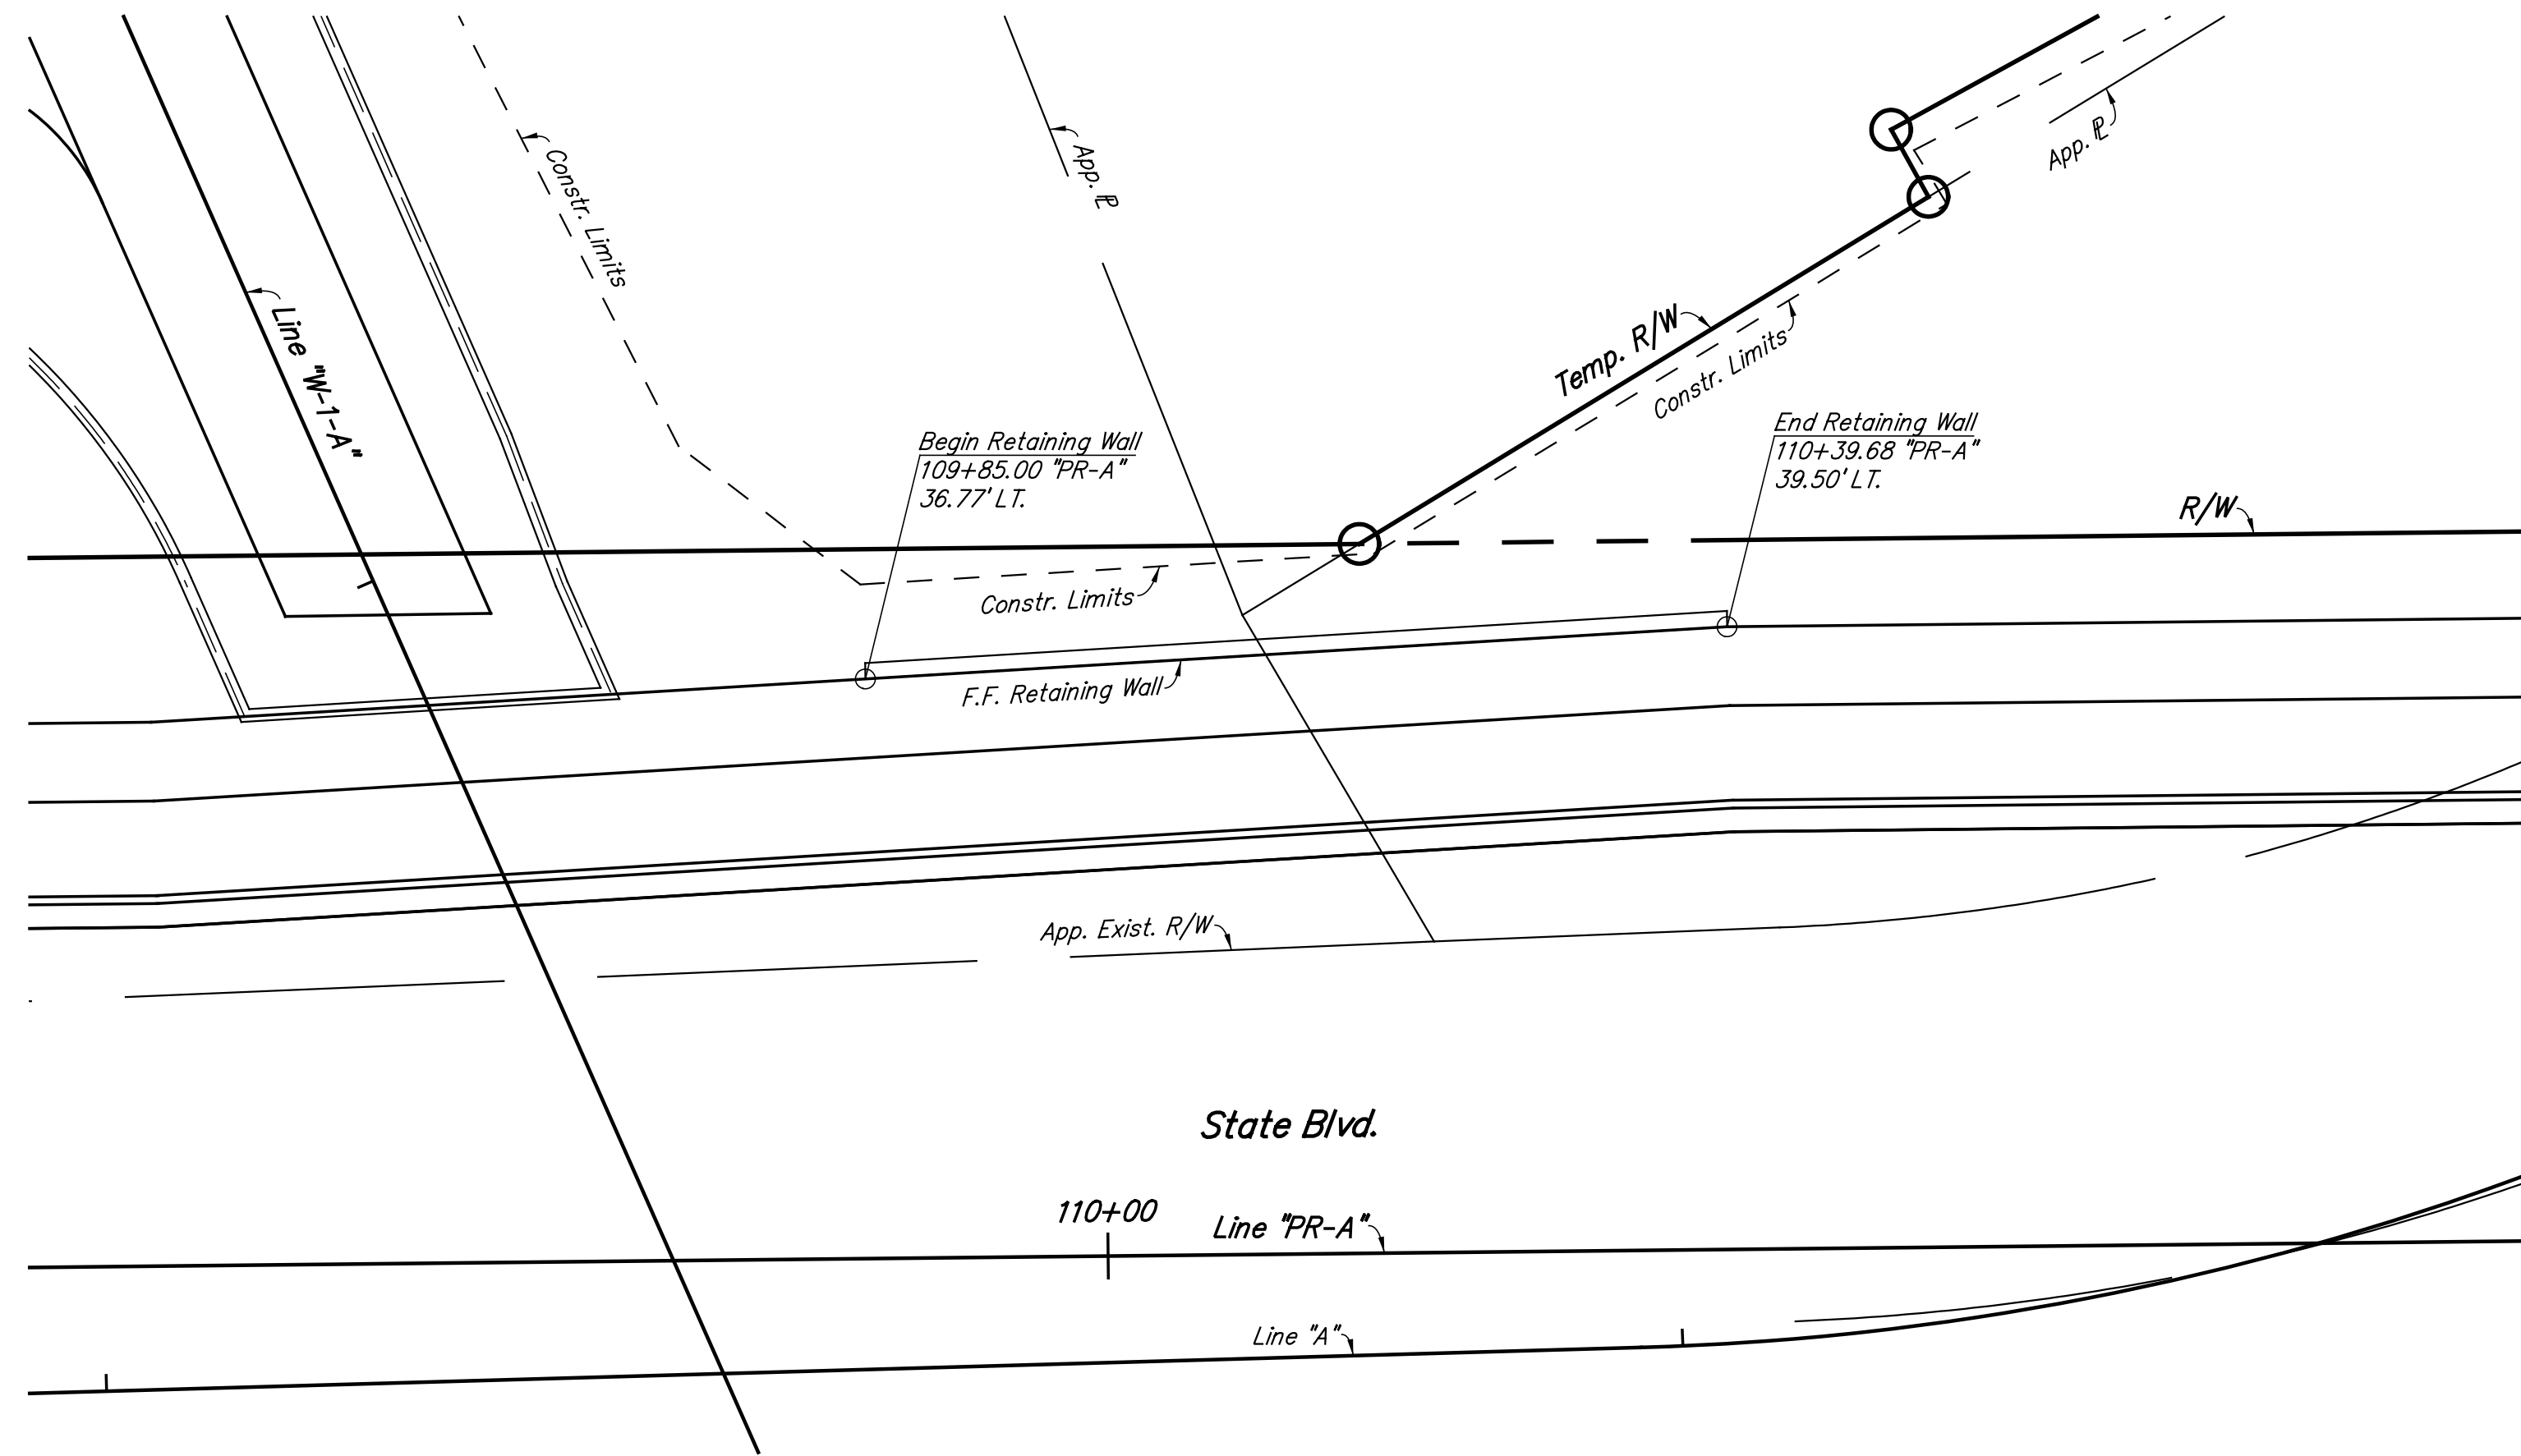 Constr. Limits
App. ⅊
App. ⅊
Line "W-1-A"
Temp. R/W
Constr. Limits
Begin Retaining Wall
109+85.00 "PR-A"
36.77' LT.
End Retaining Wall
110+39.68 "PR-A"
39.50' LT.
R/W
Constr. Limits
F.F. Retaining Wall
App. Exist. R/W
State Blvd.
110+00
Line "PR-A"
Line "A"